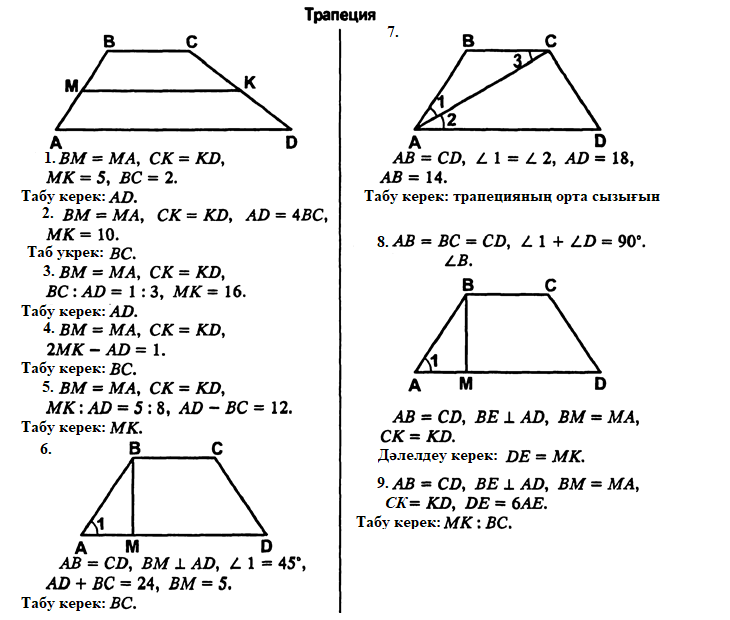 Трапеция
B C
M K
A D
1. BM = MA, CK = KD,
MK = 5, BC = 2.
Табу керек: AD.
2. BM = MA, CK = KD, AD = 4BC,
MK = 10.
Таб укрек: BC.
3. BM = MA, CK = KD,
BC : AD = 1 : 3, MK = 16.
Табу керек: AD.
4. BM = MA, CK = KD,
2MK – AD = 1.
Табу керек: BC.
5. BM = MA, CK = KD,
MK : AD = 5 : 8, AD – BC = 12.
Табу керек: MK.
6.
B C
1
A M D
AB = CD, BM ⊥ AD, ∠ 1 = 45°,
AD + BC = 24, BM = 5.
Табу керек: BC.
7.
B C
3
1
2
A D
AB = CD, ∠ 1 = ∠ 2, AD = 18,
AB = 14.
Табу керек: трапецияның орта сызығын
8. AB = BC = CD, ∠ 1 + ∠D = 90°.
∠B.
B C
1
A M D
AB = CD, BE ⊥ AD, BM = MA,
CK = KD.
Дәлелдеу керек: DE = MK.
9. AB = CD, BE ⊥ AD, BM = MA,
CK = KD, DE = 6AE.
Табу керек: MK : BC.